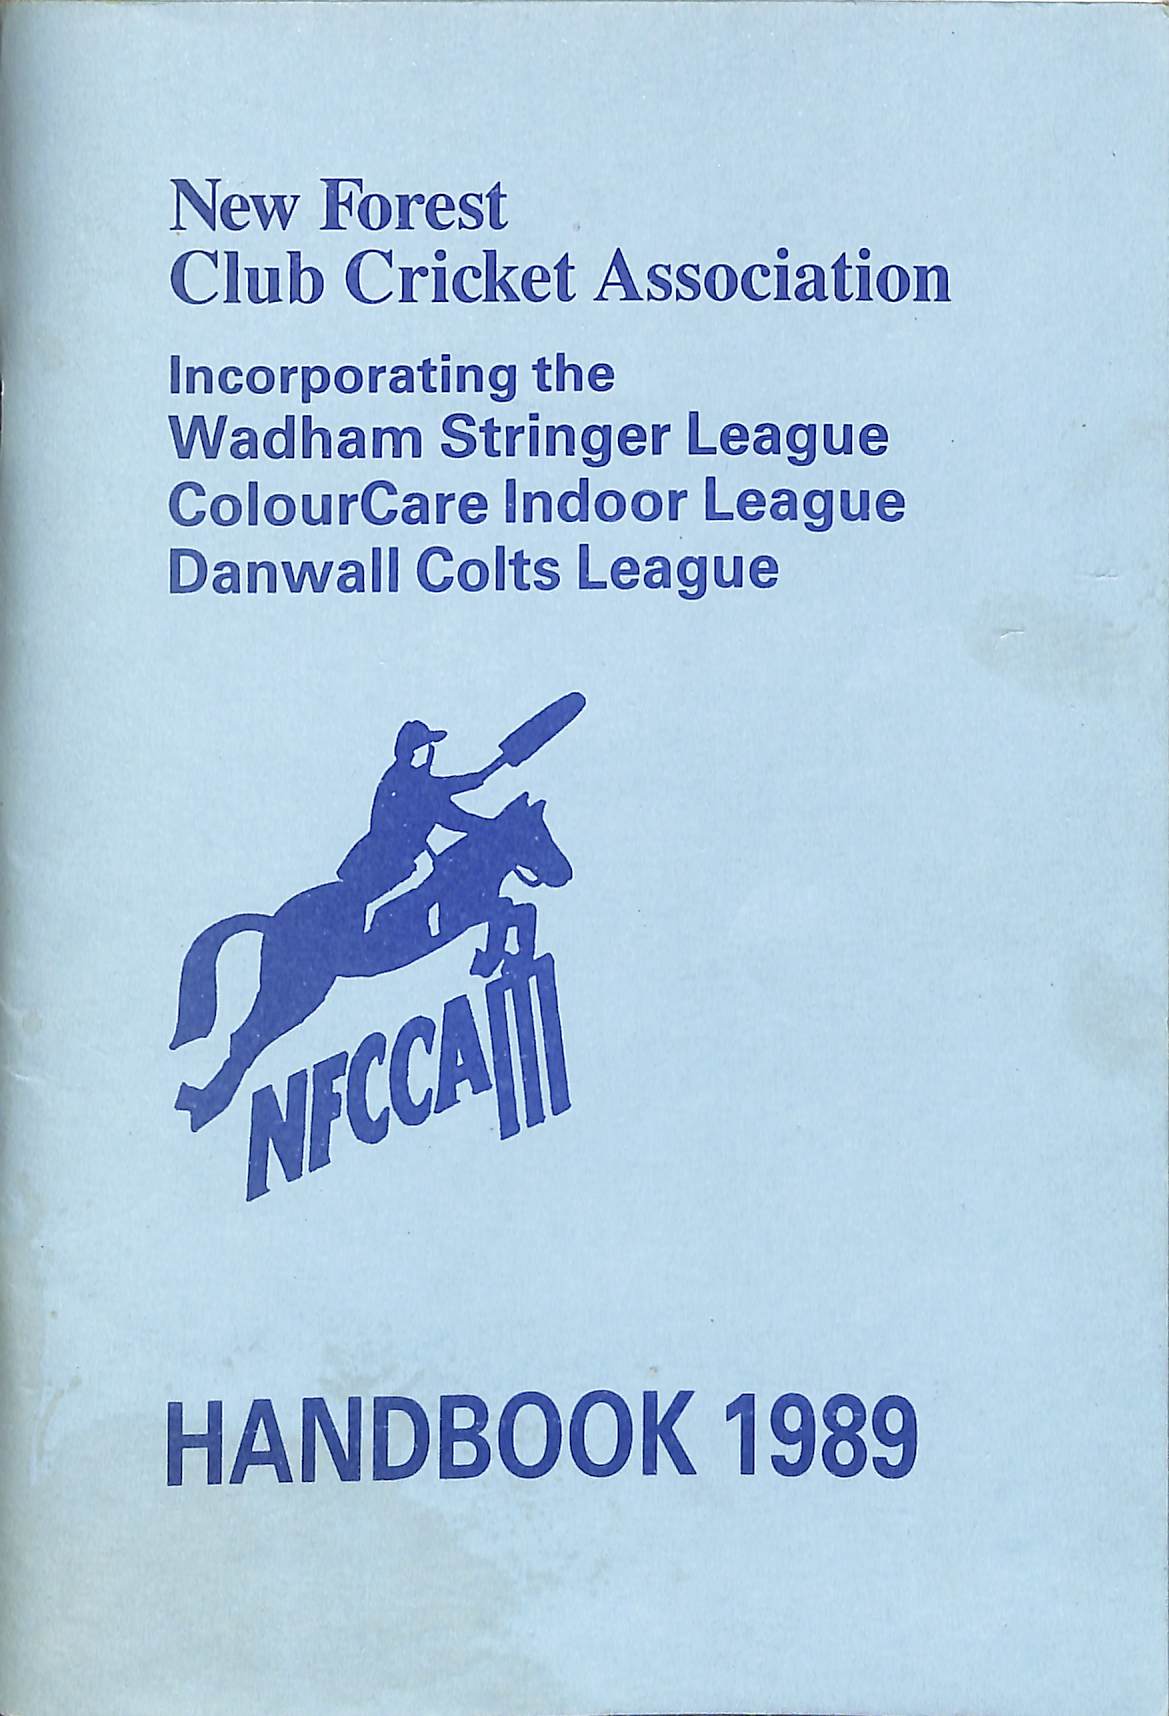 New Forest
Club Cricket Association
Incorporating the
Wadham Stringer League
ColourCare Indoor League
Danwall Colts League
NFCCA
HANDBOOK 1989